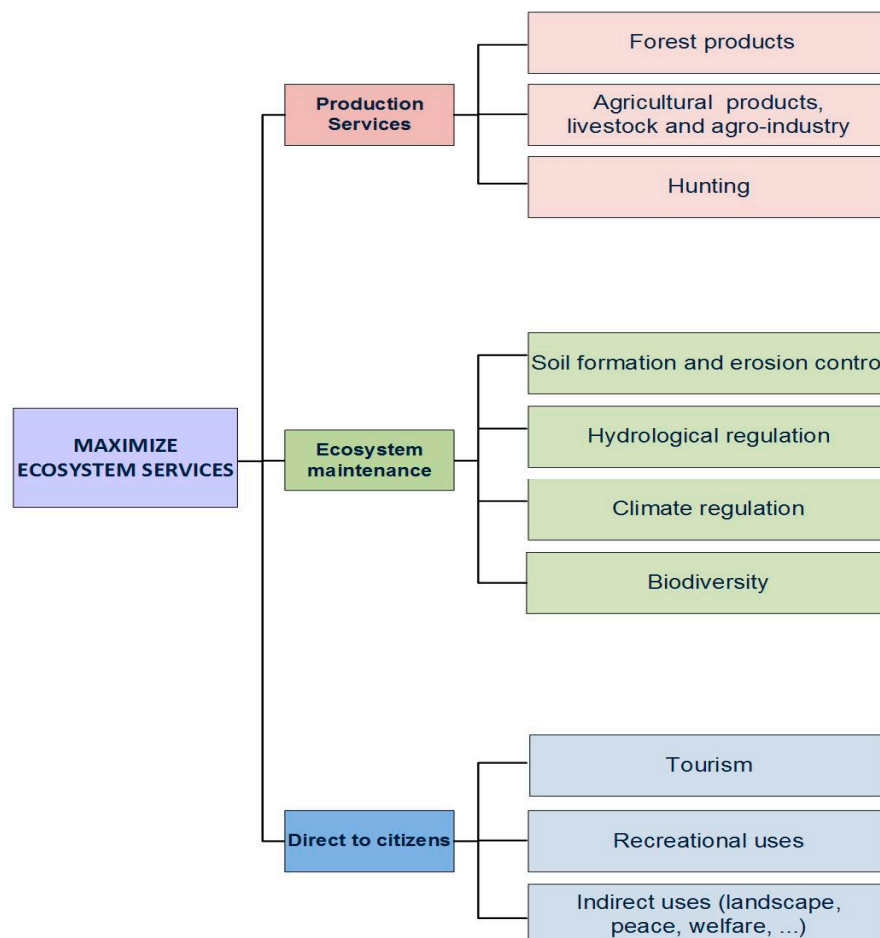 Forest products
Production
Services
Agricultural products,
livestock and agro-industry
Hunting
Soil formation and erosion contro
MAXIMIZE
ECOSYSTEM SERVICES
Ecosystem
maintenance
Hydrological regulation
Climate regulation
Biodiversity
Tourism
Direct to citizens
Recreational uses
Indirect uses (landscape,
peace, welfare, ...)